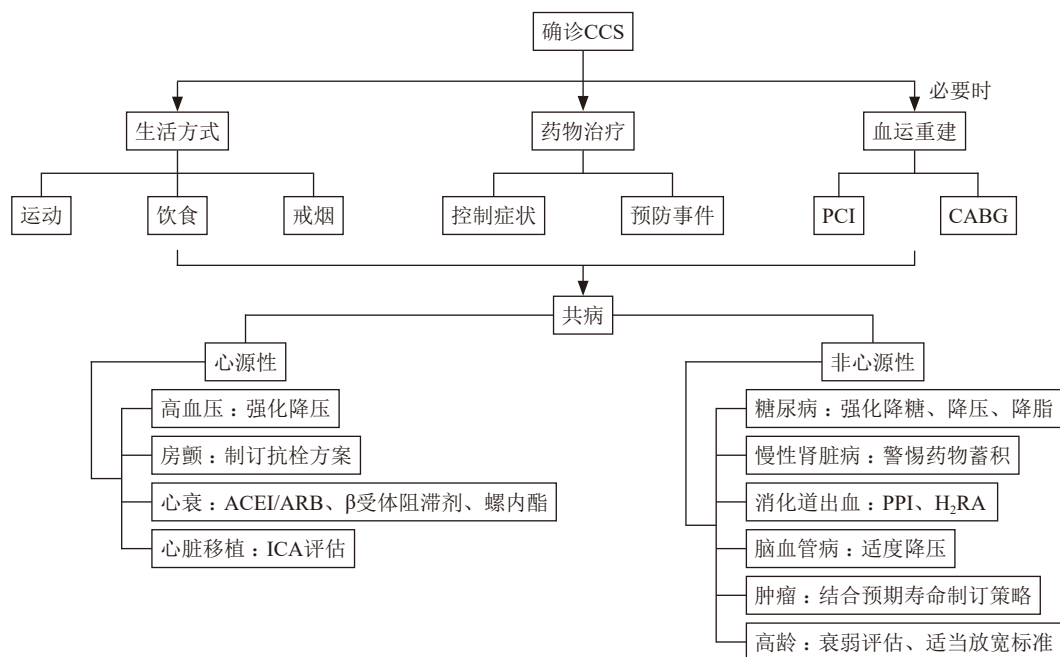 确诊CCS
必要时
生活方式
药物治疗
血运重建
运动
饮食
戒烟
控制症状
预防事件
PCI
CABG
共病
心源性
非心源性
高血压：强化降压
房颤：制订抗栓方案
心衰：ACEI/ARB、β受体阻滞剂、螺内酯
心脏移植：ICA评估
糖尿病：强化降糖、降压、降脂
慢性肾脏病：警惕药物蓄积
消化道出血：PPI、H₂RA
脑血管病：适度降压
肿瘤：结合预期寿命制订策略
高龄：衰弱评估、适当放宽标准